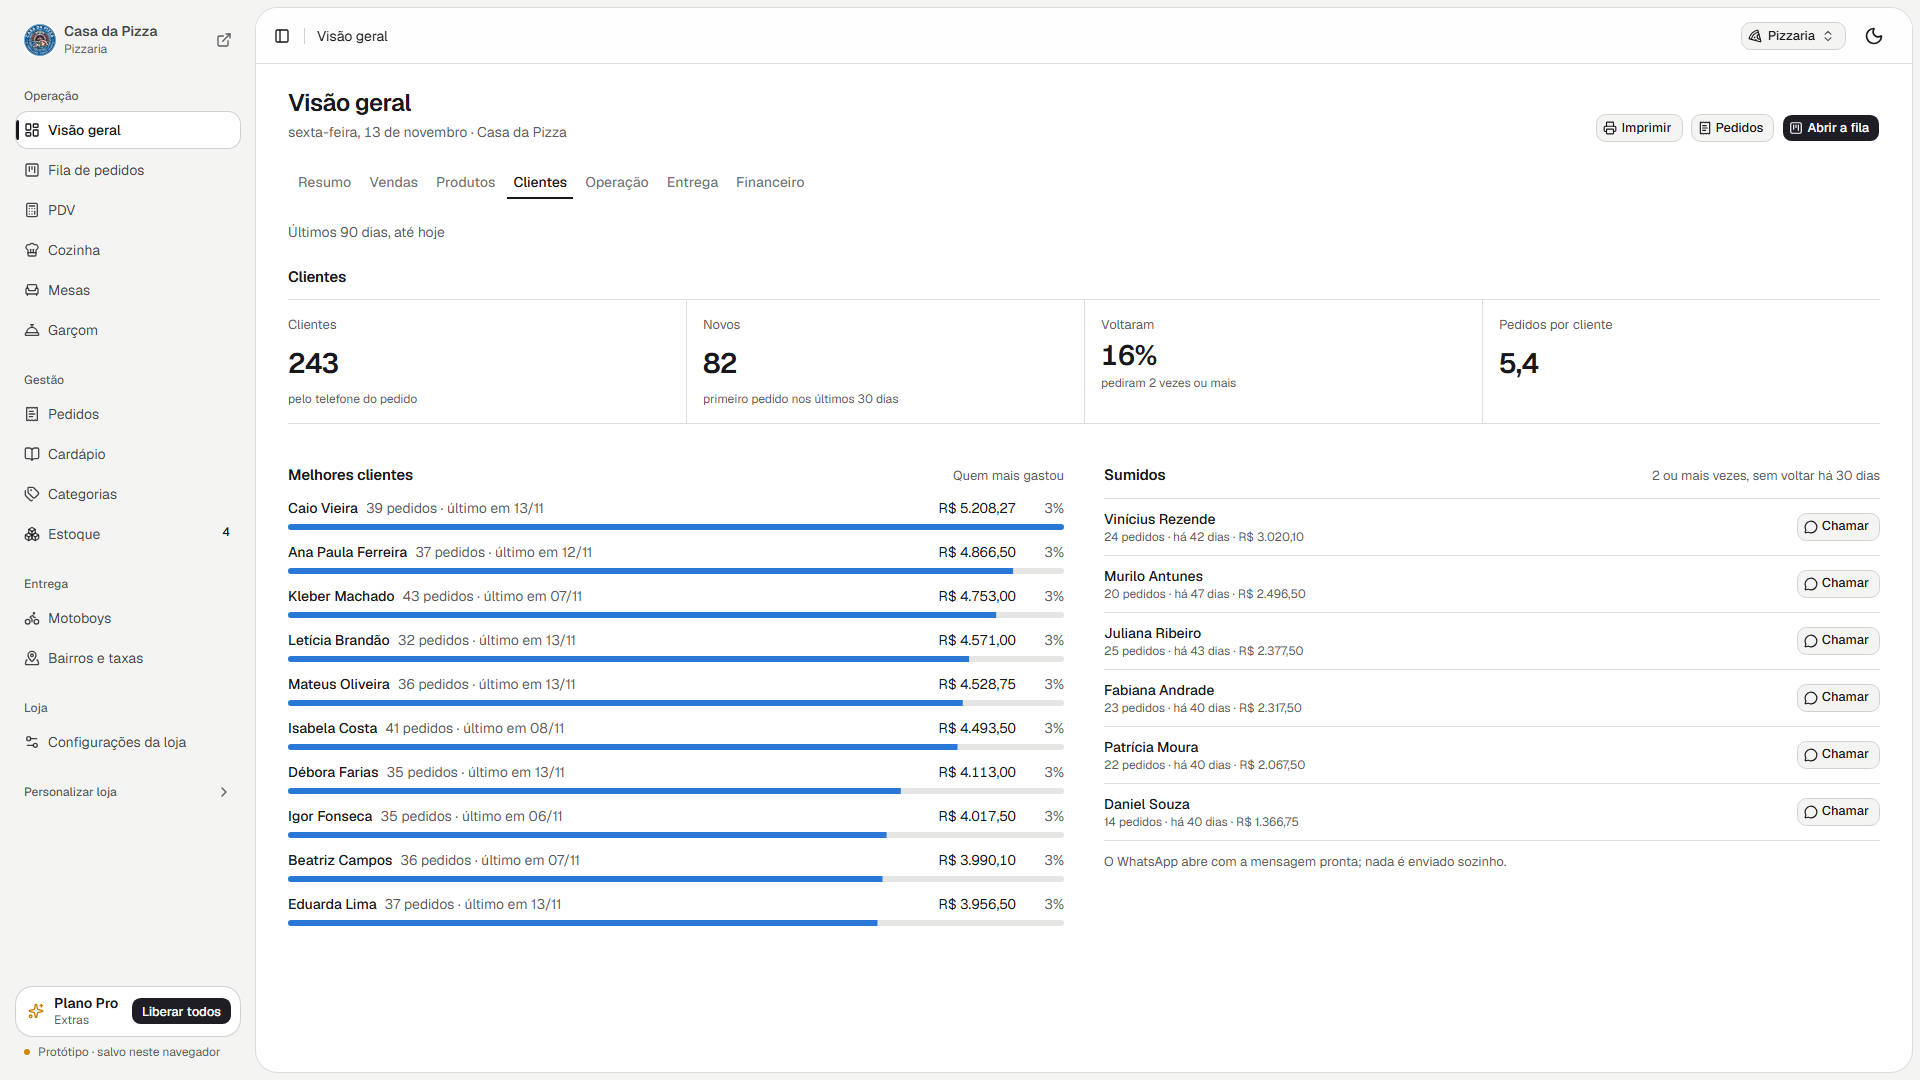 Casa da Pizza
Pizzaria
Operação
Visão geral
Fila de pedidos
PDV
Cozinha
Mesas
Garçom
Gestão
Pedidos
Cardápio
Categorias
Estoque 4
Entrega
Motoboys
Bairros e taxas
Loja
Configurações da loja
Personalizar loja
Plano Pro
Extras
Liberar todos
Protótipo · salvo neste navegador
Visão geral
Pizzaria
Visão geral
sexta-feira, 13 de novembro · Casa da Pizza
Imprimir
Pedidos
Abrir a fila
Resumo Vendas Produtos Clientes Operação Entrega Financeiro
Últimos 90 dias, até hoje
Clientes
Clientes
243
pelo telefone do pedido
Novos
82
primeiro pedido nos últimos 30 dias
Voltaram
16%
pediram 2 vezes ou mais
Pedidos por cliente
5,4
Melhores clientes Quem mais gastou
Caio Vieira 39 pedidos · último em 13/11 R$ 5.208,27 3%
Ana Paula Ferreira 37 pedidos · último em 12/11 R$ 4.866,50 3%
Kleber Machado 43 pedidos · último em 07/11 R$ 4.753,00 3%
Letícia Brandão 32 pedidos · último em 13/11 R$ 4.571,00 3%
Mateus Oliveira 36 pedidos · último em 13/11 R$ 4.528,75 3%
Isabela Costa 41 pedidos · último em 08/11 R$ 4.493,50 3%
Débora Farias 35 pedidos · último em 13/11 R$ 4.113,00 3%
Igor Fonseca 35 pedidos · último em 06/11 R$ 4.017,50 3%
Beatriz Campos 36 pedidos · último em 07/11 R$ 3.990,10 3%
Eduarda Lima 37 pedidos · último em 13/11 R$ 3.956,50 3%
Sumidos 2 ou mais vezes, sem voltar há 30 dias
Vinícius Rezende
24 pedidos · há 42 dias · R$ 3.020,10
Chamar
Murilo Antunes
20 pedidos · há 47 dias · R$ 2.496,50
Chamar
Juliana Ribeiro
25 pedidos · há 43 dias · R$ 2.377,50
Chamar
Fabiana Andrade
23 pedidos · há 40 dias · R$ 2.317,50
Chamar
Patrícia Moura
22 pedidos · há 40 dias · R$ 2.067,50
Chamar
Daniel Souza
14 pedidos · há 40 dias · R$ 1.366,75
Chamar
O WhatsApp abre com a mensagem pronta; nada é enviado sozinho.